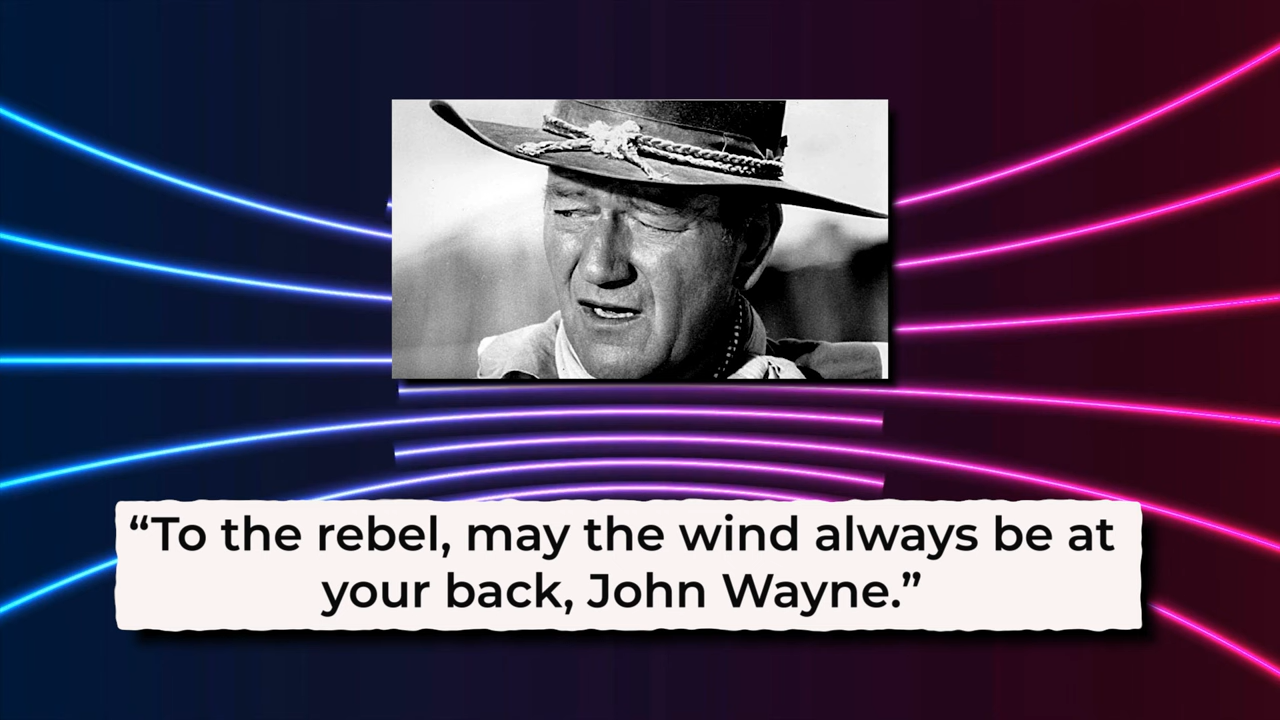 “To the rebel, may the wind always be at
your back, John Wayne.”